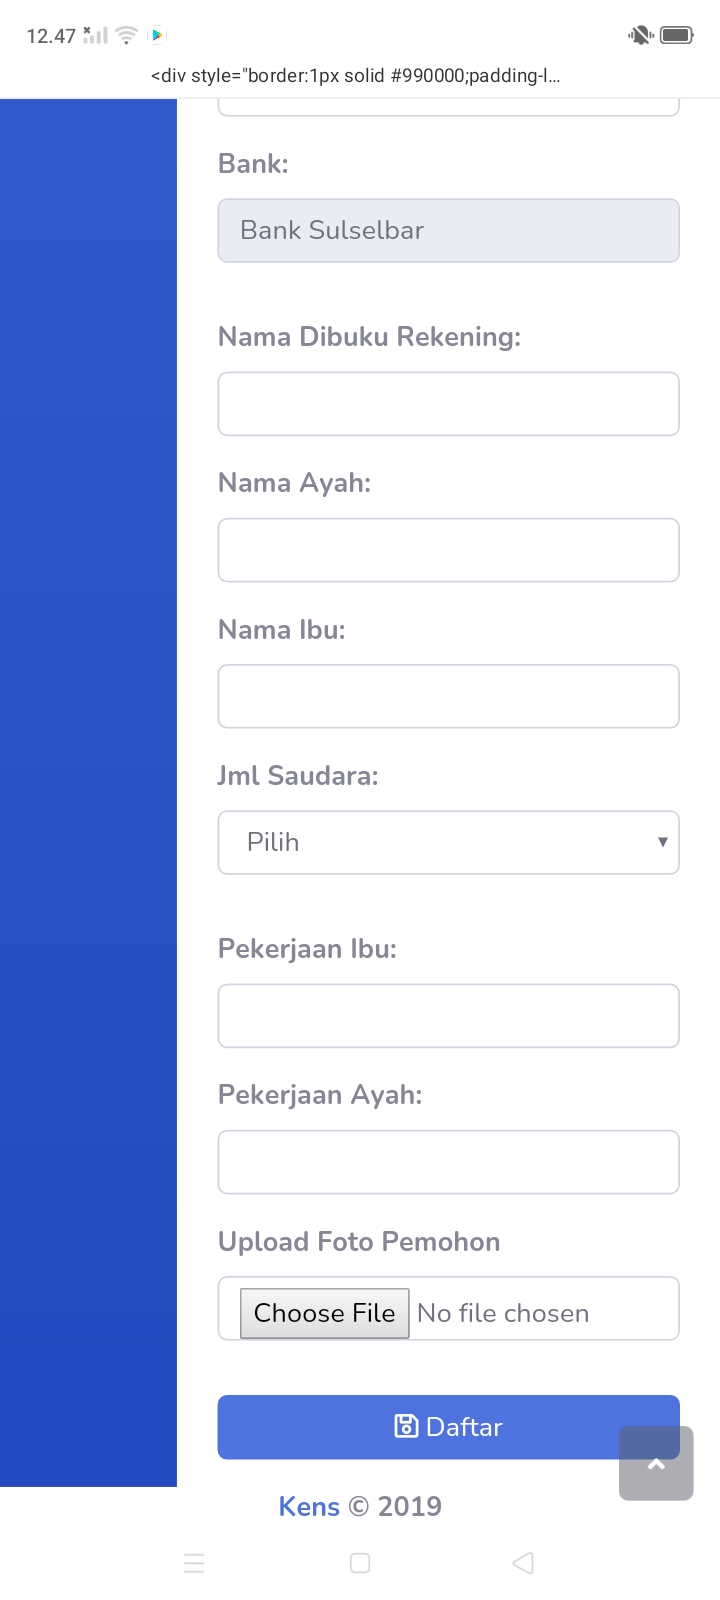 12.47
<div style="border:1px solid #990000;padding-l...
Bank:
Bank Sulselbar
Nama Dibuku Rekening:
Nama Ayah:
Nama Ibu:
Jml Saudara:
Pilih
Pekerjaan Ibu:
Pekerjaan Ayah:
Upload Foto Pemohon
Choose File No file chosen
Daftar
Kens © 2019